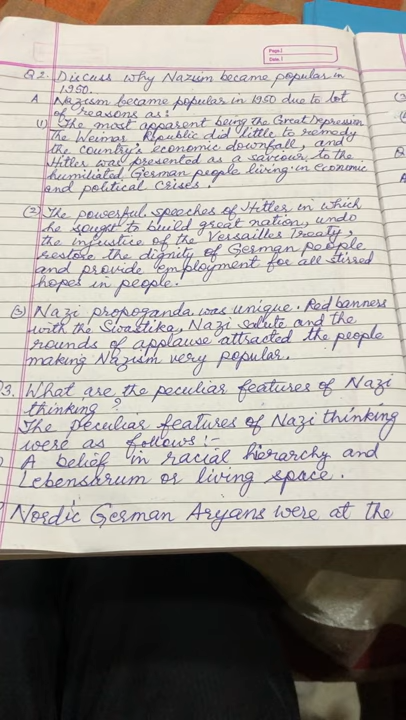 Page:
Date:
Q2. Discuss why Nazism became popular in
1950.
A Nazism became popular in 1950 due to lot
of reasons as:
(1) The most apparent being the Great Depression
The Weimar Republic did little to remedy
the country's economic downfall, and
Hitler was presented as a saviour to the
humiliated German people living in economic
and political crises.
(2) The powerful speeches of Hitler in which
he sought to build great nation, undo
the injustice of the Versailles Treaty,
restore the dignity of German people
and provide employment for all stirred
hopes in people.
(3) Nazi propoganda was unique. Red banners
with the Swastika, Nazi salute and the
rounds of applause attracted the people
making Nazism very popular.
3. What are the peculiar features of Nazi
thinking?
The peculiar features of Nazi thinking
were as follows:-
A belief in racial hierarchy and
Lebensarum or living space.
Nordic German Aryans were at the
(3
Q
A